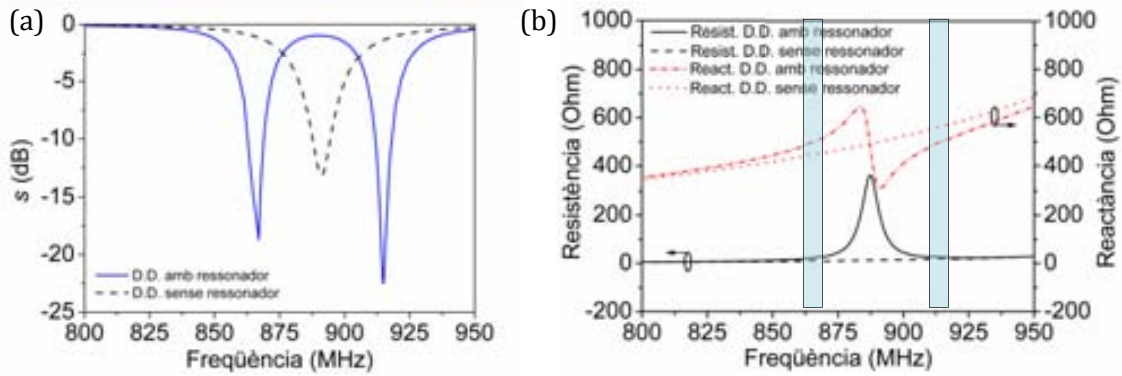 (a)
0
-5
-10
-15
-20
-25
s (dB)
D.D. amb ressonador
D.D. sense ressonador
800 825 850 875 900 925 950
Freqüència (MHz)
(b)
1000
800
600
400
200
0
-200
Resistència (Ohm)
Resist. D.D. amb ressonador
Resist. D.D. sense ressonador
React. D.D. amb ressonador
React. D.D. sense ressonador
1000
800
600
400
200
0
-200
Reactància (Ohm)
800 825 850 875 900 925 950
Freqüència (MHz)